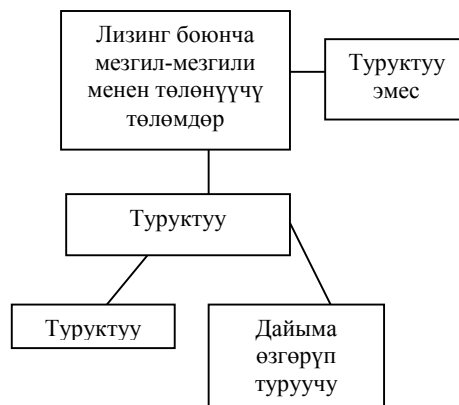 Лизинг боюнча
мезгил-мезгили
менен төлөнүүчү
төлөмдөр
Туруктуу
эмес
Туруктуу
Туруктуу
Дайыма
өзгөрүп
туруучу